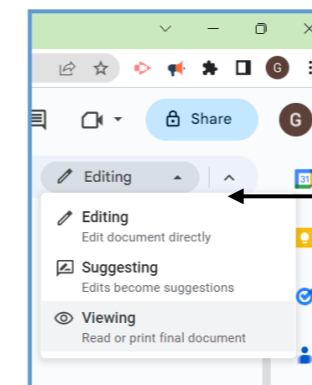 G
Share
G
Editing
31
Editing
Edit document directly
Suggesting
Edits become suggestions
Viewing
Read or print final document